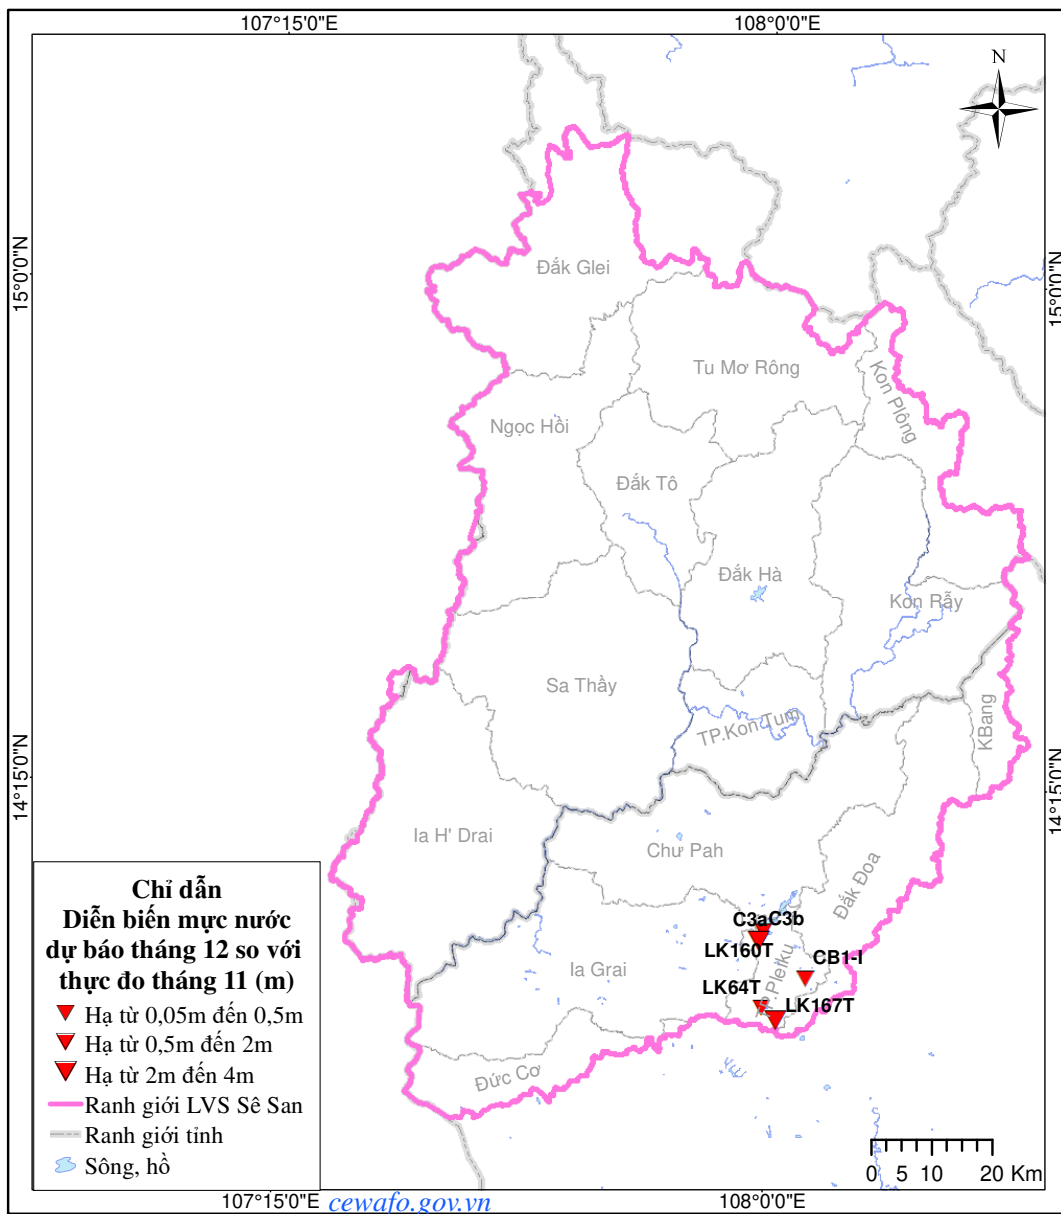 107°15'0"E
108°0'0"E
N
15°0'0"N
15°0'0"N
Đắk Glei
Tu Mơ Rông
Kon Plông
Ngọc Hồi
Đắk Tô
Đắk Hà
Kon Rẫy
Sa Thầy
TP.Kon Tum
KBang
14°15'0"N
14°15'0"N
Ia H' Drai
Chư Pah
Đắk Đoa
C3aC3b
LK160T
CB1-I
Ia Grai
TP.Pleiku
LK64T
LK167T
Đức Cơ
Chỉ dẫn
Diễn biến mực nước
dự báo tháng 12 so với
thực đo tháng 11 (m)
Hạ từ 0,05m đến 0,5m
Hạ từ 0,5m đến 2m
Hạ từ 2m đến 4m
Ranh giới LVS Sê San
Ranh giới tỉnh
Sông, hồ
0 5 10 20 Km
107°15'0"E
cewafo.gov.vn
108°0'0"E